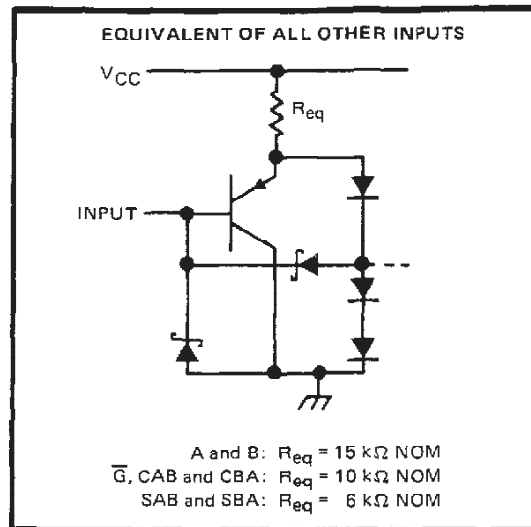 EQUIVALENT OF ALL OTHER INPUTS
VCC
Req
INPUT
A and B: Req = 15 kΩ NOM
G̅, CAB and CBA: Req = 10 kΩ NOM
SAB and SBA: Req = 6 kΩ NOM